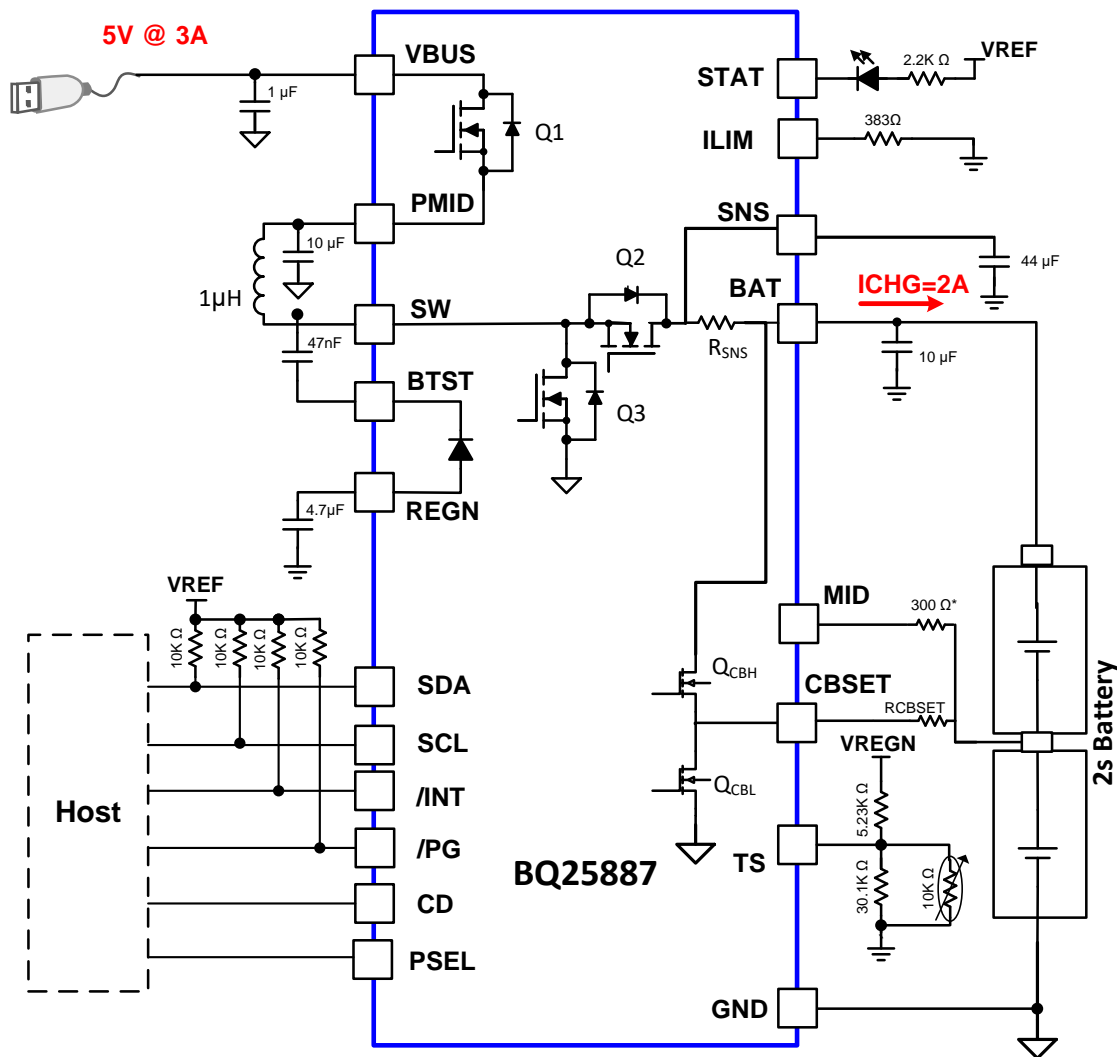 5V @ 3A
VBUS
1 µF
Q1
PMID
10 µF
1µH
SW
47nF
BTST
REGN
4.7µF
Q2
Q3
RSNS
STAT
2.2K Ω
VREF
ILIM
383Ω
SNS
44 µF
BAT
ICHG=2A
10 µF
VREF
10K Ω
10K Ω
10K Ω
10K Ω
Host
SDA
SCL
/INT
/PG
CD
PSEL
BQ25887
QCBH
QCBL
MID
300 Ω*
CBSET
RCBSET
VREGN
5.23K Ω
TS
30.1K Ω
10K Ω
GND
2s Battery